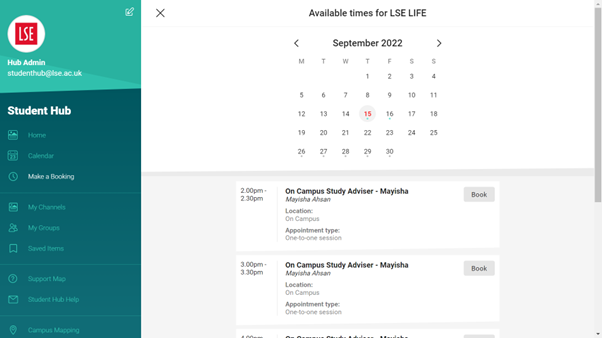 LSE
Hub Admin
studenthub@lse.ac.uk
Student Hub
Home
Calendar
Make a Booking
My Channels
My Groups
Saved Items
Support Map
Student Hub Help
Campus Mapping
Available times for LSE LIFE
September 2022
M T W T F S S
1 2 3 4
5 6 7 8 9 10 11
12 13 14 15 16 17 18
19 20 21 22 23 24 25
26 27 28 29 30
2.00pm - 2.30pm
On Campus Study Adviser - Mayisha
Mayisha Ahsan
Location:
On Campus
Appointment type:
One-to-one session
Book
3.00pm - 3.30pm
On Campus Study Adviser - Mayisha
Mayisha Ahsan
Location:
On Campus
Appointment type:
One-to-one session
Book